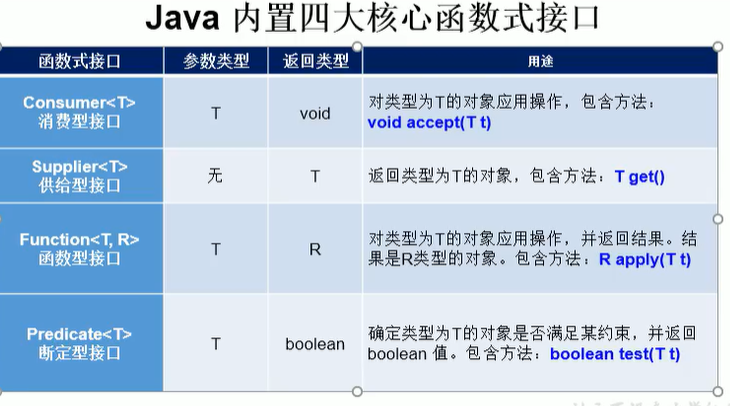 Java 内置四大核心函数式接口
函数式接口 参数类型 返回类型 用途
Consumer<T>
消费型接口
T
void
对类型为T的对象应用操作，包含方法：
void accept(T t)
Supplier<T>
供给型接口
无
T
返回类型为T的对象，包含方法：T get()
Function<T, R>
函数型接口
T
R
对类型为T的对象应用操作，并返回结果。结
果是R类型的对象。包含方法：R apply(T t)
Predicate<T>
断定型接口
T
boolean
确定类型为T的对象是否满足某约束，并返回
boolean 值。包含方法：boolean test(T t)